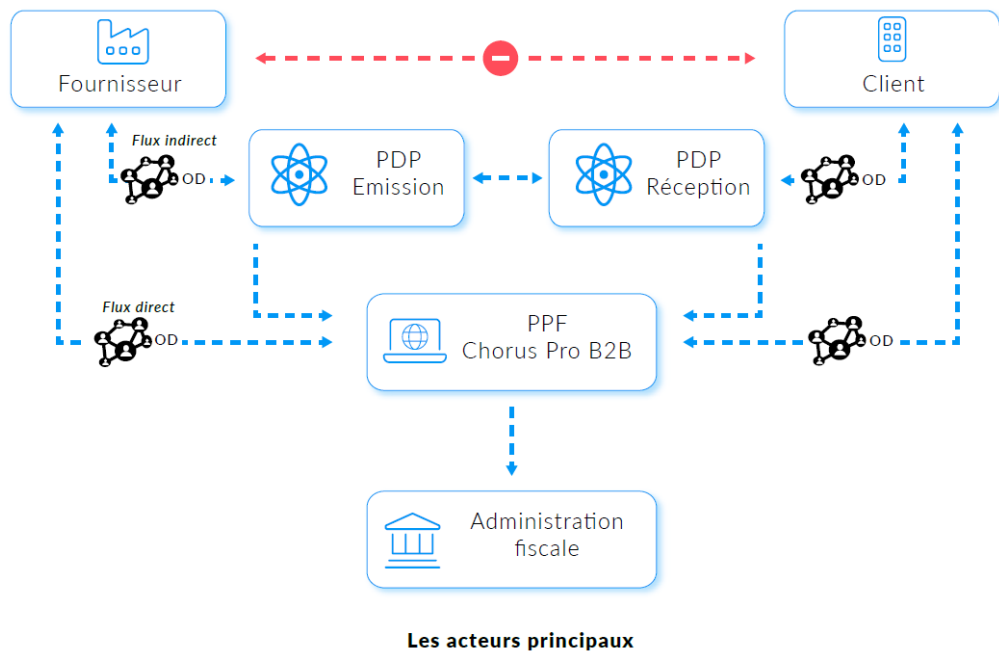 Fournisseur
Client
Flux indirect
OD
PDP
Emission
PDP
Réception
OD
Flux direct
OD
PPF
Chorus Pro B2B
OD
Administration
fiscale
Les acteurs principaux